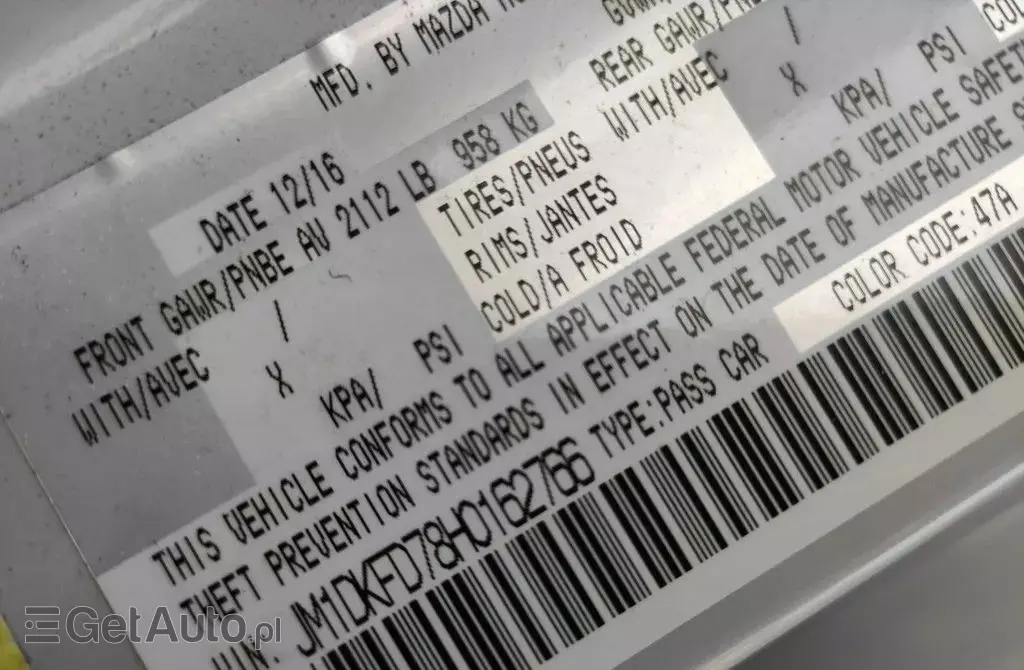 MFD. BY MAZDA
DATE 12/16
FRONT GAWR/PNBE AV 2112 LB 958 KG REAR GAWR/PNB
WITH/AVEC / TIRES/PNEUS WITH/AVEC /
X RIMS/JANTES X
KPA/ PSI COLD/A FROID KPA/ PSI
THIS VEHICLE CONFORMS TO ALL APPLICABLE FEDERAL MOTOR VEHICLE
THEFT PREVENTION STANDARDS IN EFFECT ON THE DATE OF MANUFACTURE
VIN: JM1DKFD78H0162766 TYPE:PASS CAR COLOR CODE:47A
GetAuto.pl